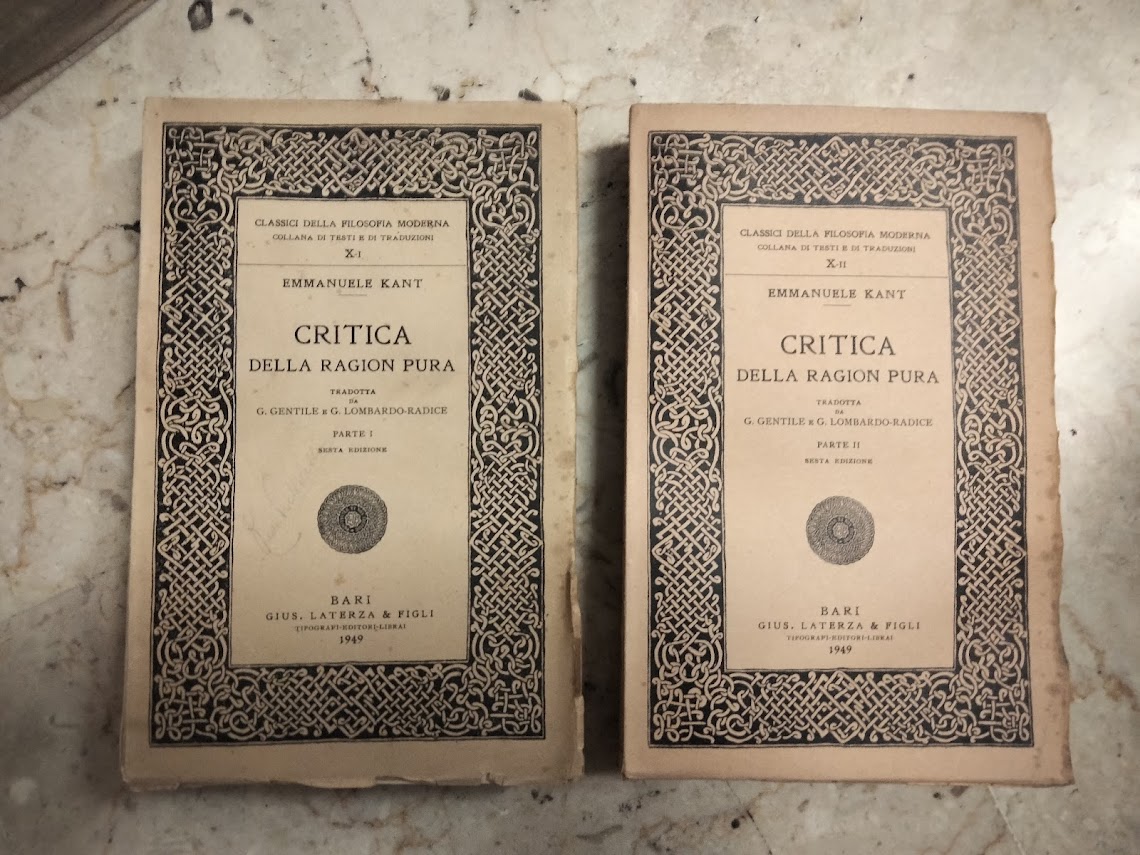 CLASSICI DELLA FILOSOFIA MODERNA
COLLANA DI TESTI E DI TRADUZIONI
X-I
EMMANUELE KANT
CRITICA
DELLA RAGION PURA
TRADOTTA
DA
G. GENTILE E G. LOMBARDO-RADICE
PARTE I
SESTA EDIZIONE
BARI
GIUS. LATERZA & FIGLI
TIPOGRAFI-EDITORI-LIBRAI
1949
CLASSICI DELLA FILOSOFIA MODERNA
COLLANA DI TESTI E DI TRADUZIONI
X-II
EMMANUELE KANT
CRITICA
DELLA RAGION PURA
TRADOTTA
DA
G. GENTILE E G. LOMBARDO-RADICE
PARTE II
SESTA EDIZIONE
BARI
GIUS. LATERZA & FIGLI
TIPOGRAFI-EDITORI-LIBRAI
1949